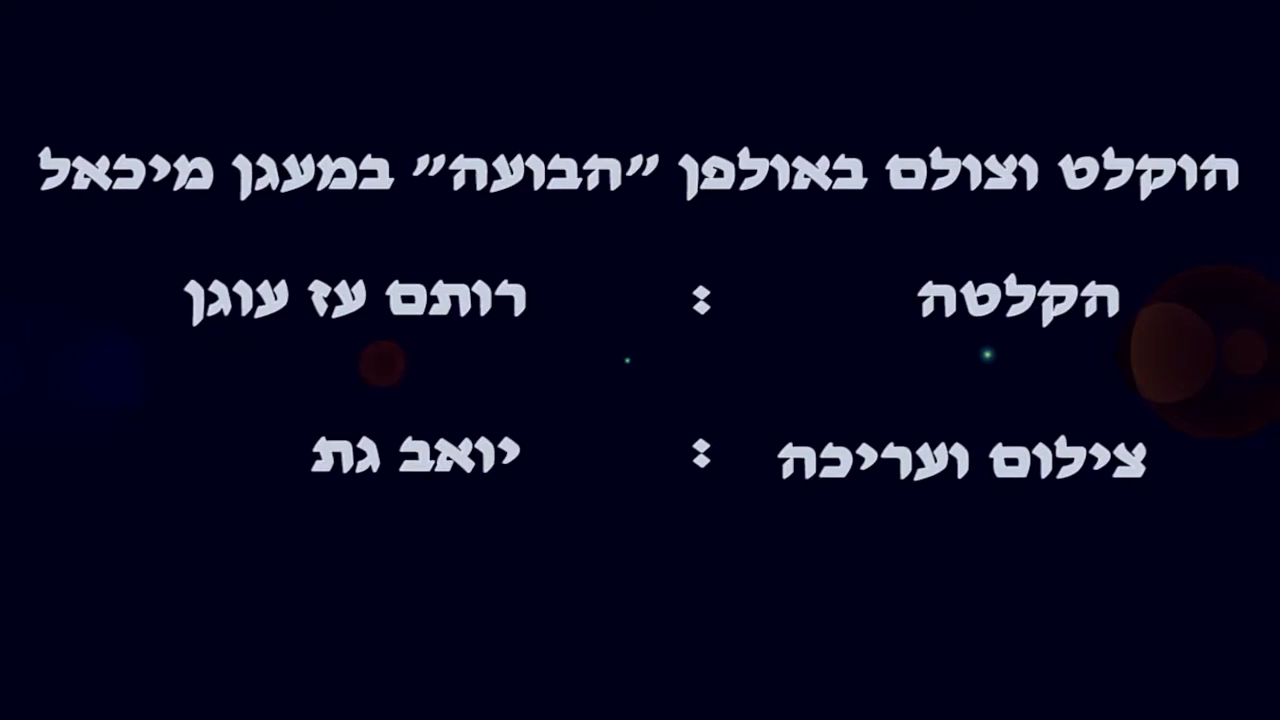 הוקלט וצולם באולפן "הבועה" במעגן מיכאל
הקלטה : רותם עז עוגן
צילום ועריכה : יואב גת